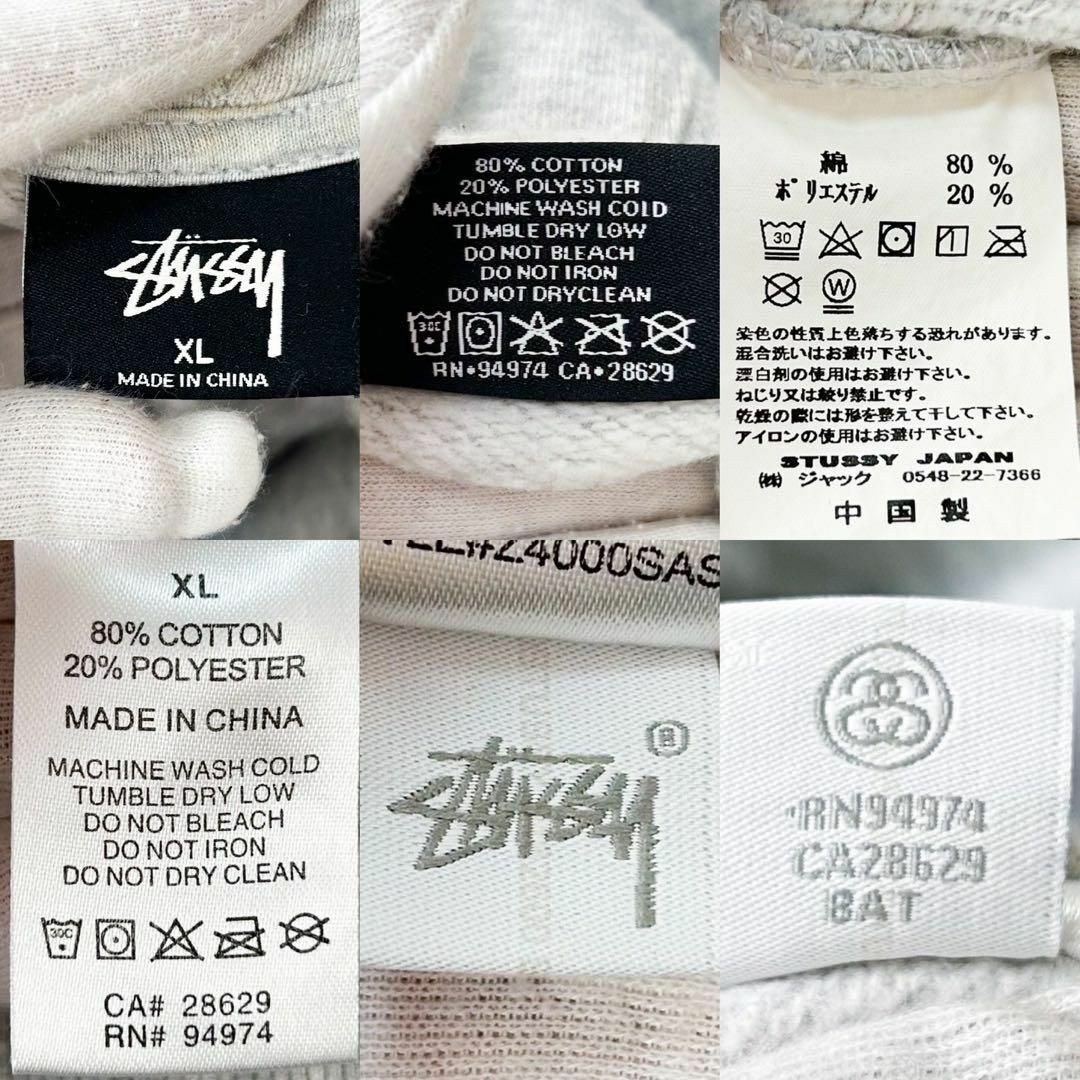 STÜSSY
XL
MADE IN CHINA
80% COTTON
20% POLYESTER
MACHINE WASH COLD
TUMBLE DRY LOW
DO NOT BLEACH
DO NOT IRON
DO NOT DRYCLEAN
30C
RN•94974 CA•28629
綿 80 %
ポリエステル 20 %
30
1
W
染色の性質上色落ちする恐れがあります。
混合洗いはお避け下さい。
漂白剤の使用はお避け下さい。
ねじり又は絞り禁止です。
乾燥の際には形を整えて干して下さい。
アイロンの使用はお避け下さい。
STUSSY JAPAN
㈱ ジャック 0548-22-7366
中国製
XL
80% COTTON
20% POLYESTER
MADE IN CHINA
MACHINE WASH COLD
TUMBLE DRY LOW
DO NOT BLEACH
DO NOT IRON
DO NOT DRY CLEAN
30C
CA# 28629
RN# 94974
#24000SAS
STÜSSY ®
RN94974
CA28629
8AT